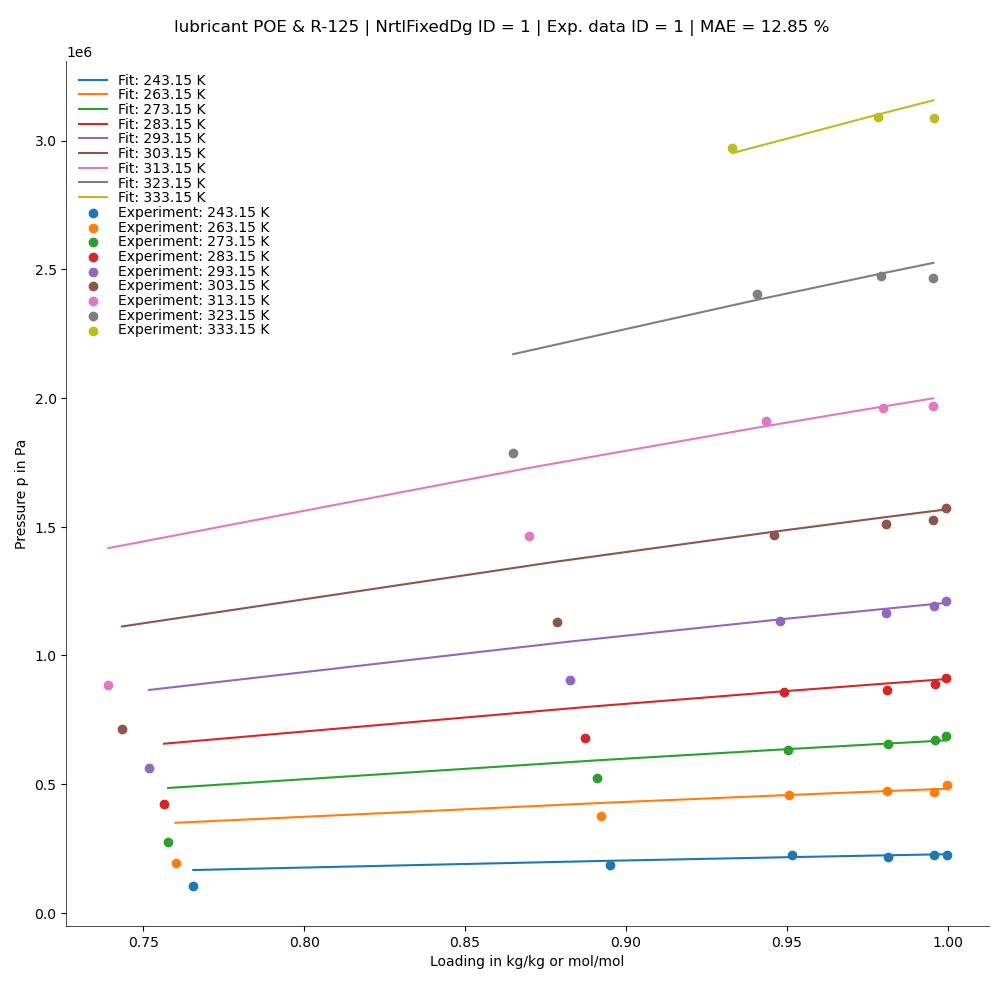 lubricant POE & R-125 | NrtlFixedDg ID = 1 | Exp. data ID = 1 | MAE = 12.85 %
1e6
Fit: 243.15 K
Fit: 263.15 K
Fit: 273.15 K
Fit: 283.15 K
Fit: 293.15 K
Fit: 303.15 K
Fit: 313.15 K
Fit: 323.15 K
Fit: 333.15 K
Experiment: 243.15 K
Experiment: 263.15 K
Experiment: 273.15 K
Experiment: 283.15 K
Experiment: 293.15 K
Experiment: 303.15 K
Experiment: 313.15 K
Experiment: 323.15 K
Experiment: 333.15 K
3.0
2.5
2.0
1.5
1.0
0.5
0.0
Pressure p in Pa
0.75 0.80 0.85 0.90 0.95 1.00
Loading in kg/kg or mol/mol